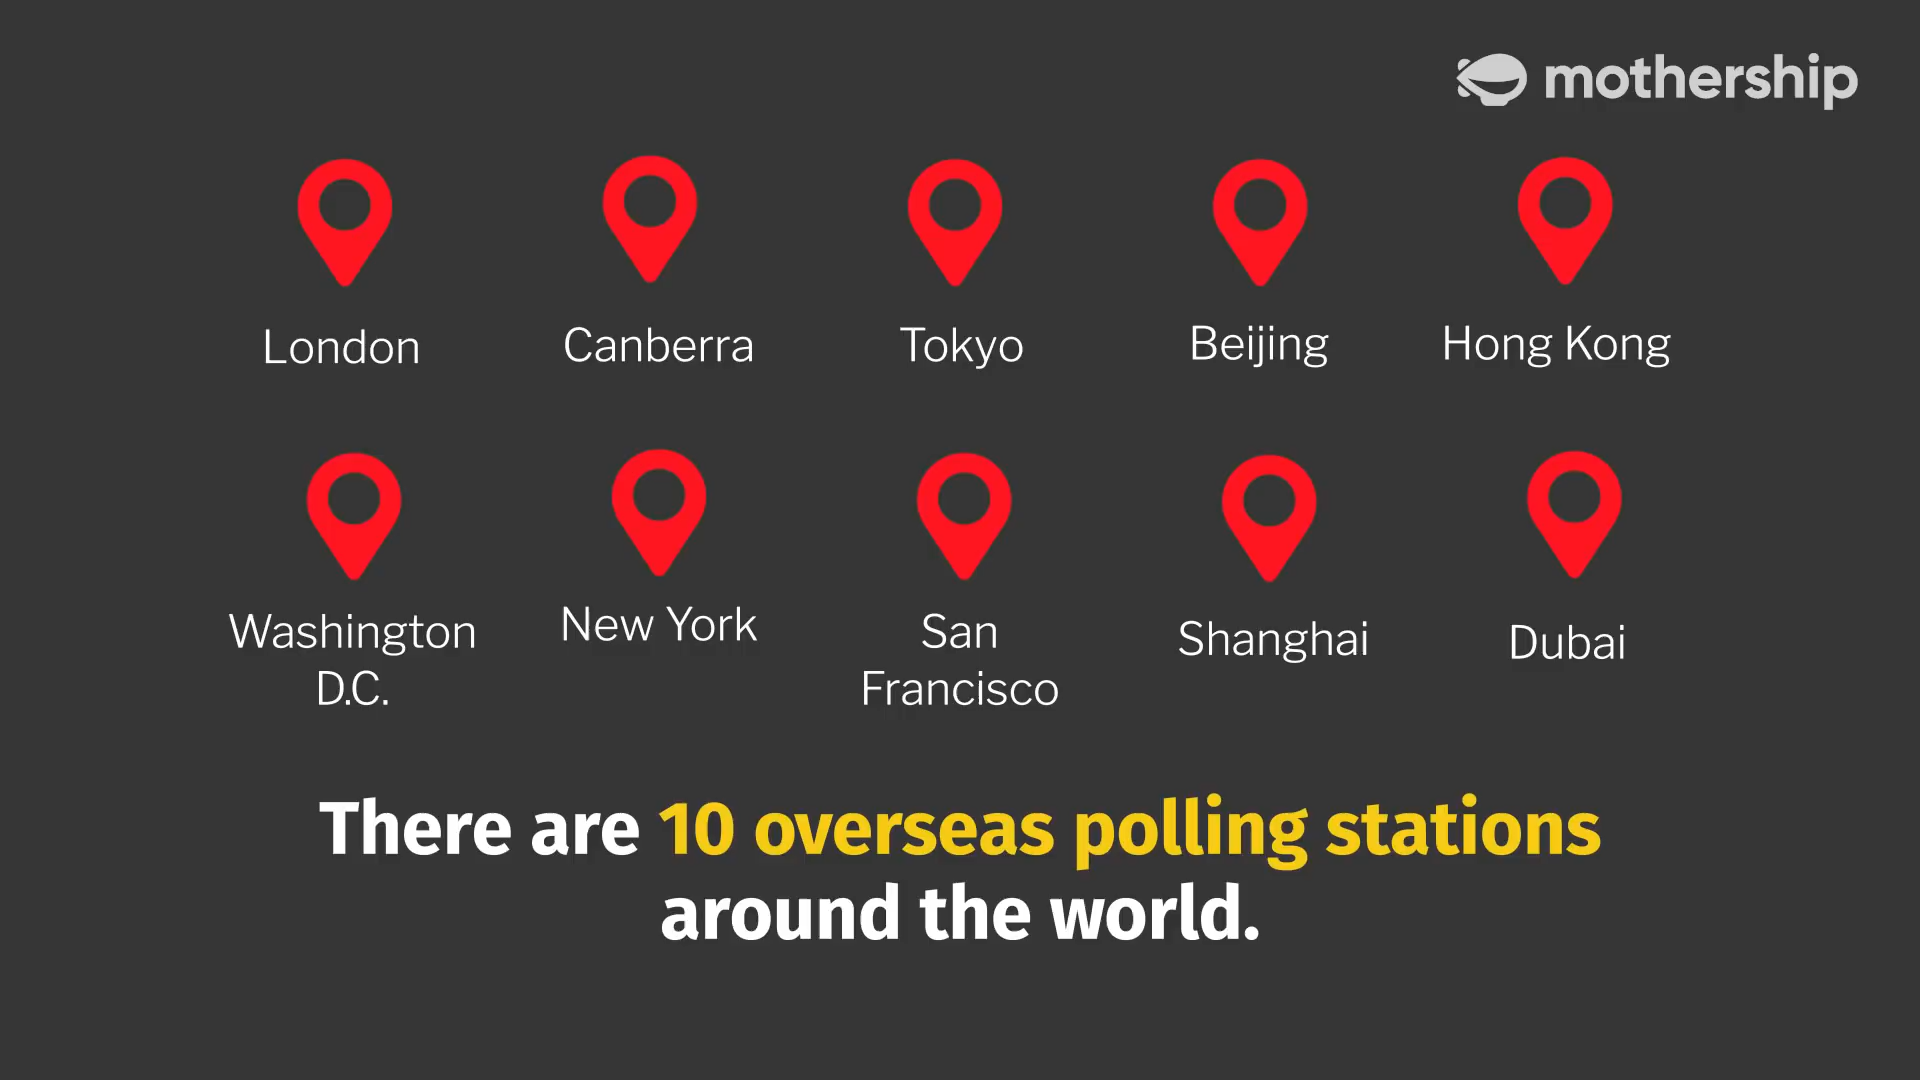 mothership
London
Canberra
Tokyo
Beijing
Hong Kong
Washington
D.C.
New York
San
Francisco
Shanghai
Dubai
There are 10 overseas polling stations
around the world.